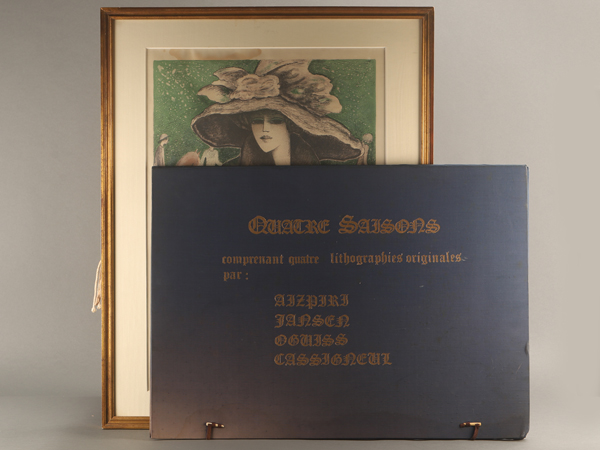 Quatre Saisons
comprenant quatre lithographies originales
par :
AIZPIRI
JANSEN
OGUISS
CASSIGNEUL